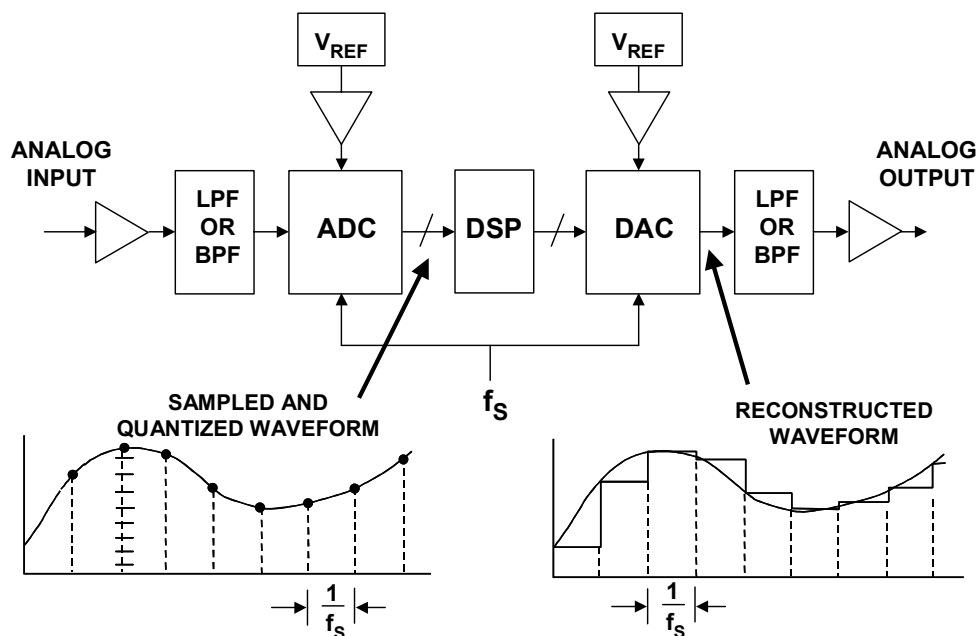 V_REF
V_REF
ANALOG
INPUT
ANALOG
OUTPUT
LPF
OR
BPF
ADC
DSP
DAC
LPF
OR
BPF
f_S
SAMPLED AND
QUANTIZED WAVEFORM
RECONSTRUCTED
WAVEFORM
1
f_S
1
f_S